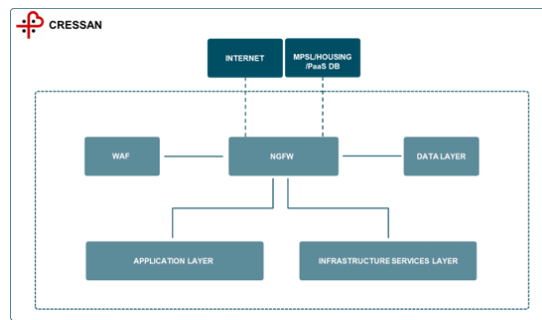 CRESSAN
INTERNET
MPSL/HOUSING
/PaaS DB
WAF
NGFW
DATA LAYER
APPLICATION LAYER
INFRASTRUCTURE SERVICES LAYER